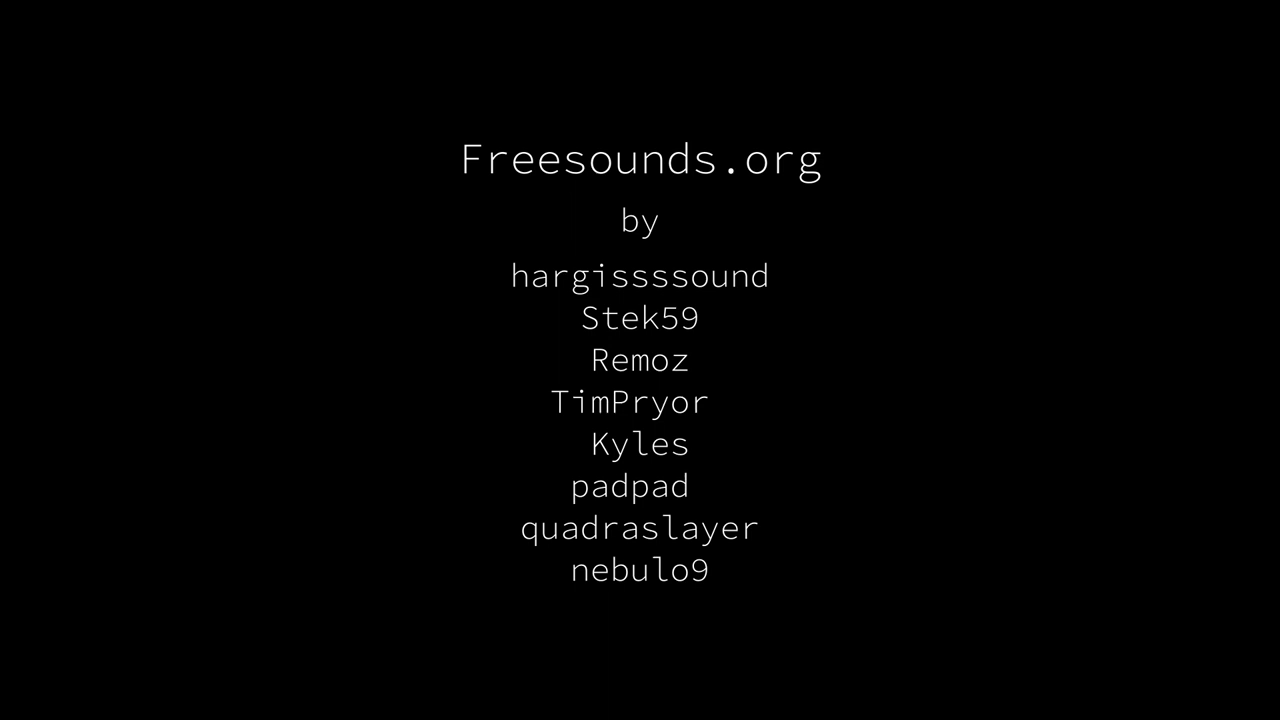 Freesounds.org
by
hargissssound
Stek59
Remoz
TimPryor
Kyles
padpad
quadraslayer
nebulo9